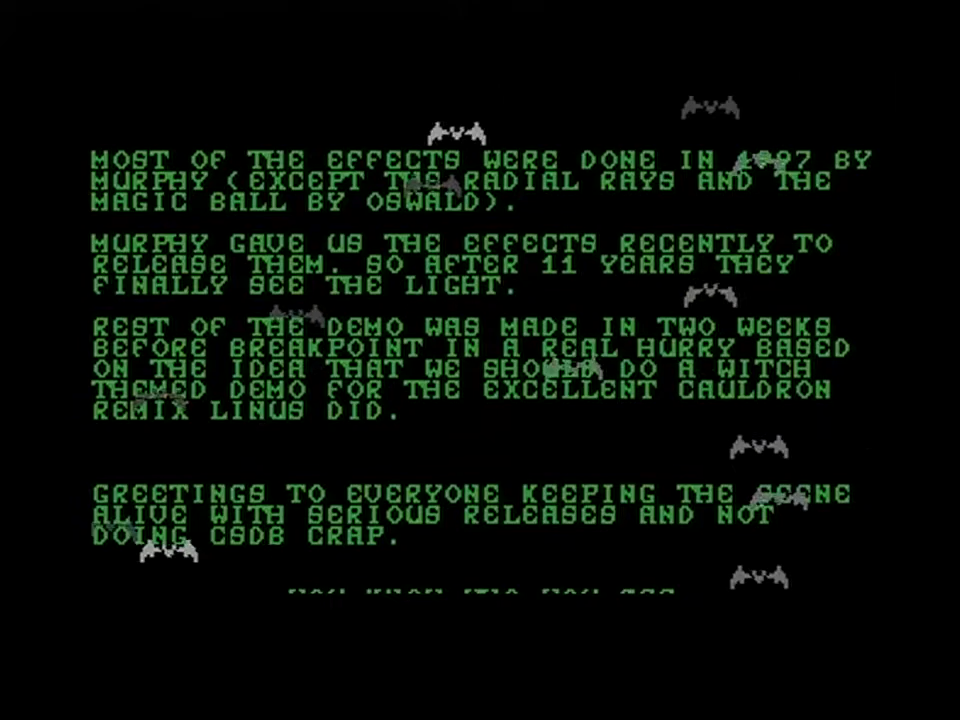 MOST OF THE EFFECTS WERE DONE IN 1997 BY
MURPHY (EXCEPT THE RADIAL RAYS AND THE
MAGIC BALL BY OSWALD).
MURPHY GAVE US THE EFFECTS RECENTLY TO
RELEASE THEM. SO AFTER 11 YEARS THEY
FINALLY SEE THE LIGHT.
REST OF THE DEMO WAS MADE IN TWO WEEKS
BEFORE BREAKPOINT IN A REAL HURRY BASED
ON THE IDEA THAT WE SHOULD DO A WITCH
THEMED DEMO FOR THE EXCELLENT CAULDRON
REMIX LINUS DID.
GREETINGS TO EVERYONE KEEPING THE SCENE
ALIVE WITH SERIOUS RELEASES AND NOT
DOING CSDB CRAP.